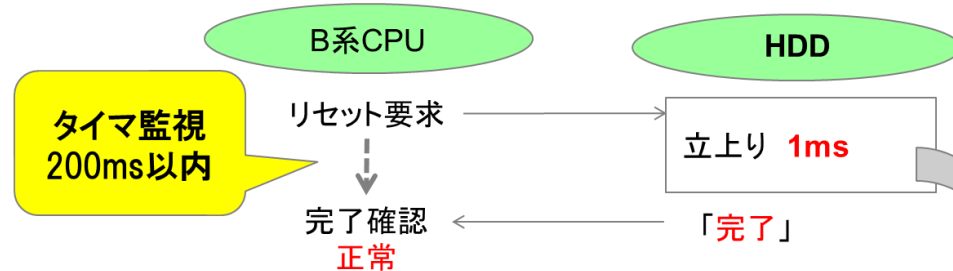 B系CPU
HDD
タイマ監視
200ms以内
リセット要求
立上り 1ms
完了確認
正常
「完了」